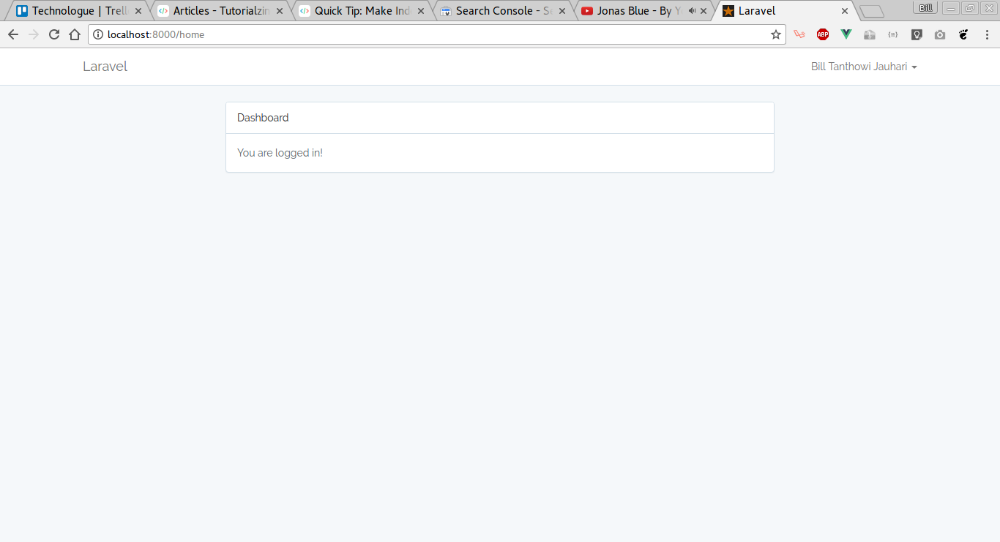 Technologue | Trell
Articles - Tutorialzin
Quick Tip: Make Ind
Search Console - Se
Jonas Blue - By Y
Laravel
Bill
localhost:8000/home
ABP
Laravel
Bill Tanthowi Jauhari
Dashboard
You are logged in!